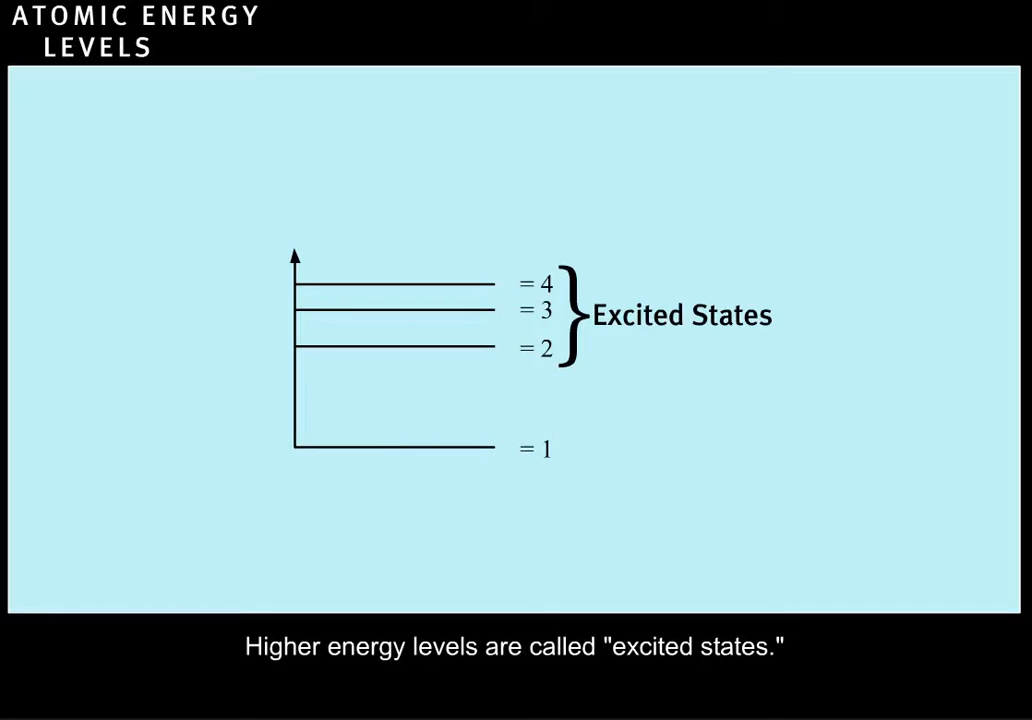 ATOMIC ENERGY
LEVELS
= 4
= 3
Excited States
= 2
= 1
Higher energy levels are called "excited states."